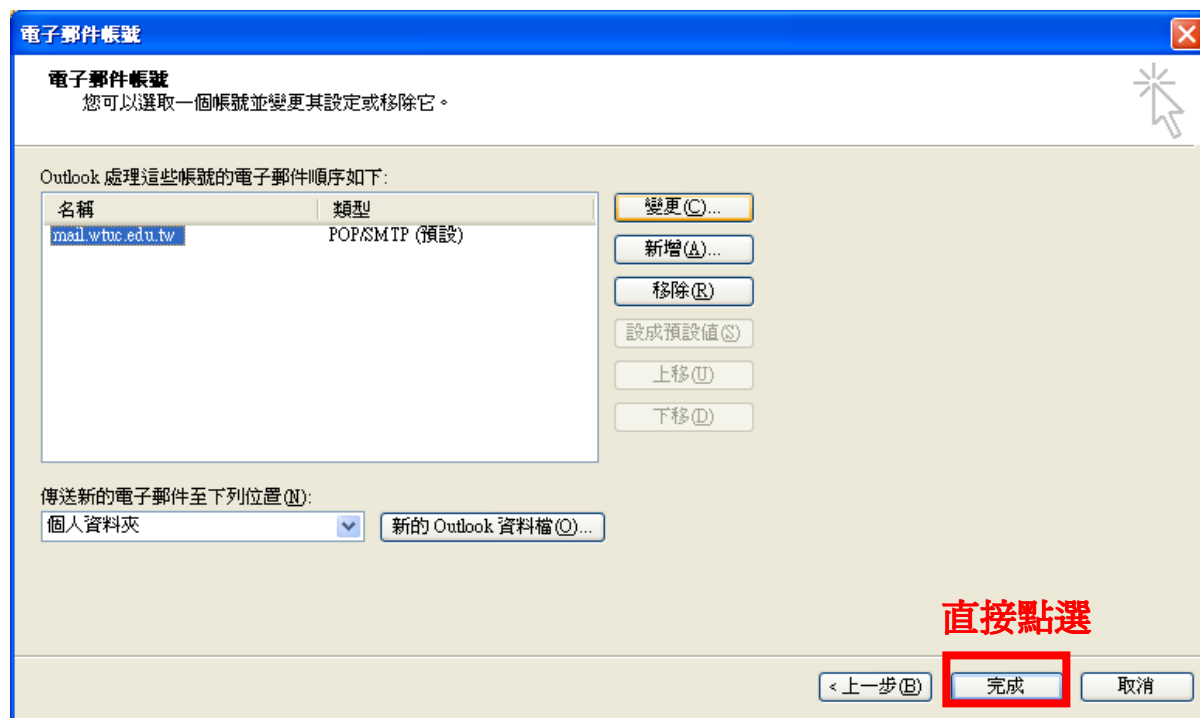 電子郵件帳號
電子郵件帳號
您可以選取一個帳號並變更其設定或移除它。
Outlook 處理這些帳號的電子郵件順序如下:
名稱 類型
mail.wtuc.edu.tw POP/SMTP (預設)
變更(C)...
新增(A)...
移除(R)
設成預設值(S)
上移(U)
下移(D)
傳送新的電子郵件至下列位置(N):
個人資料夾 新的 Outlook 資料檔(O)...
直接點選
<上一步(B) 完成 取消